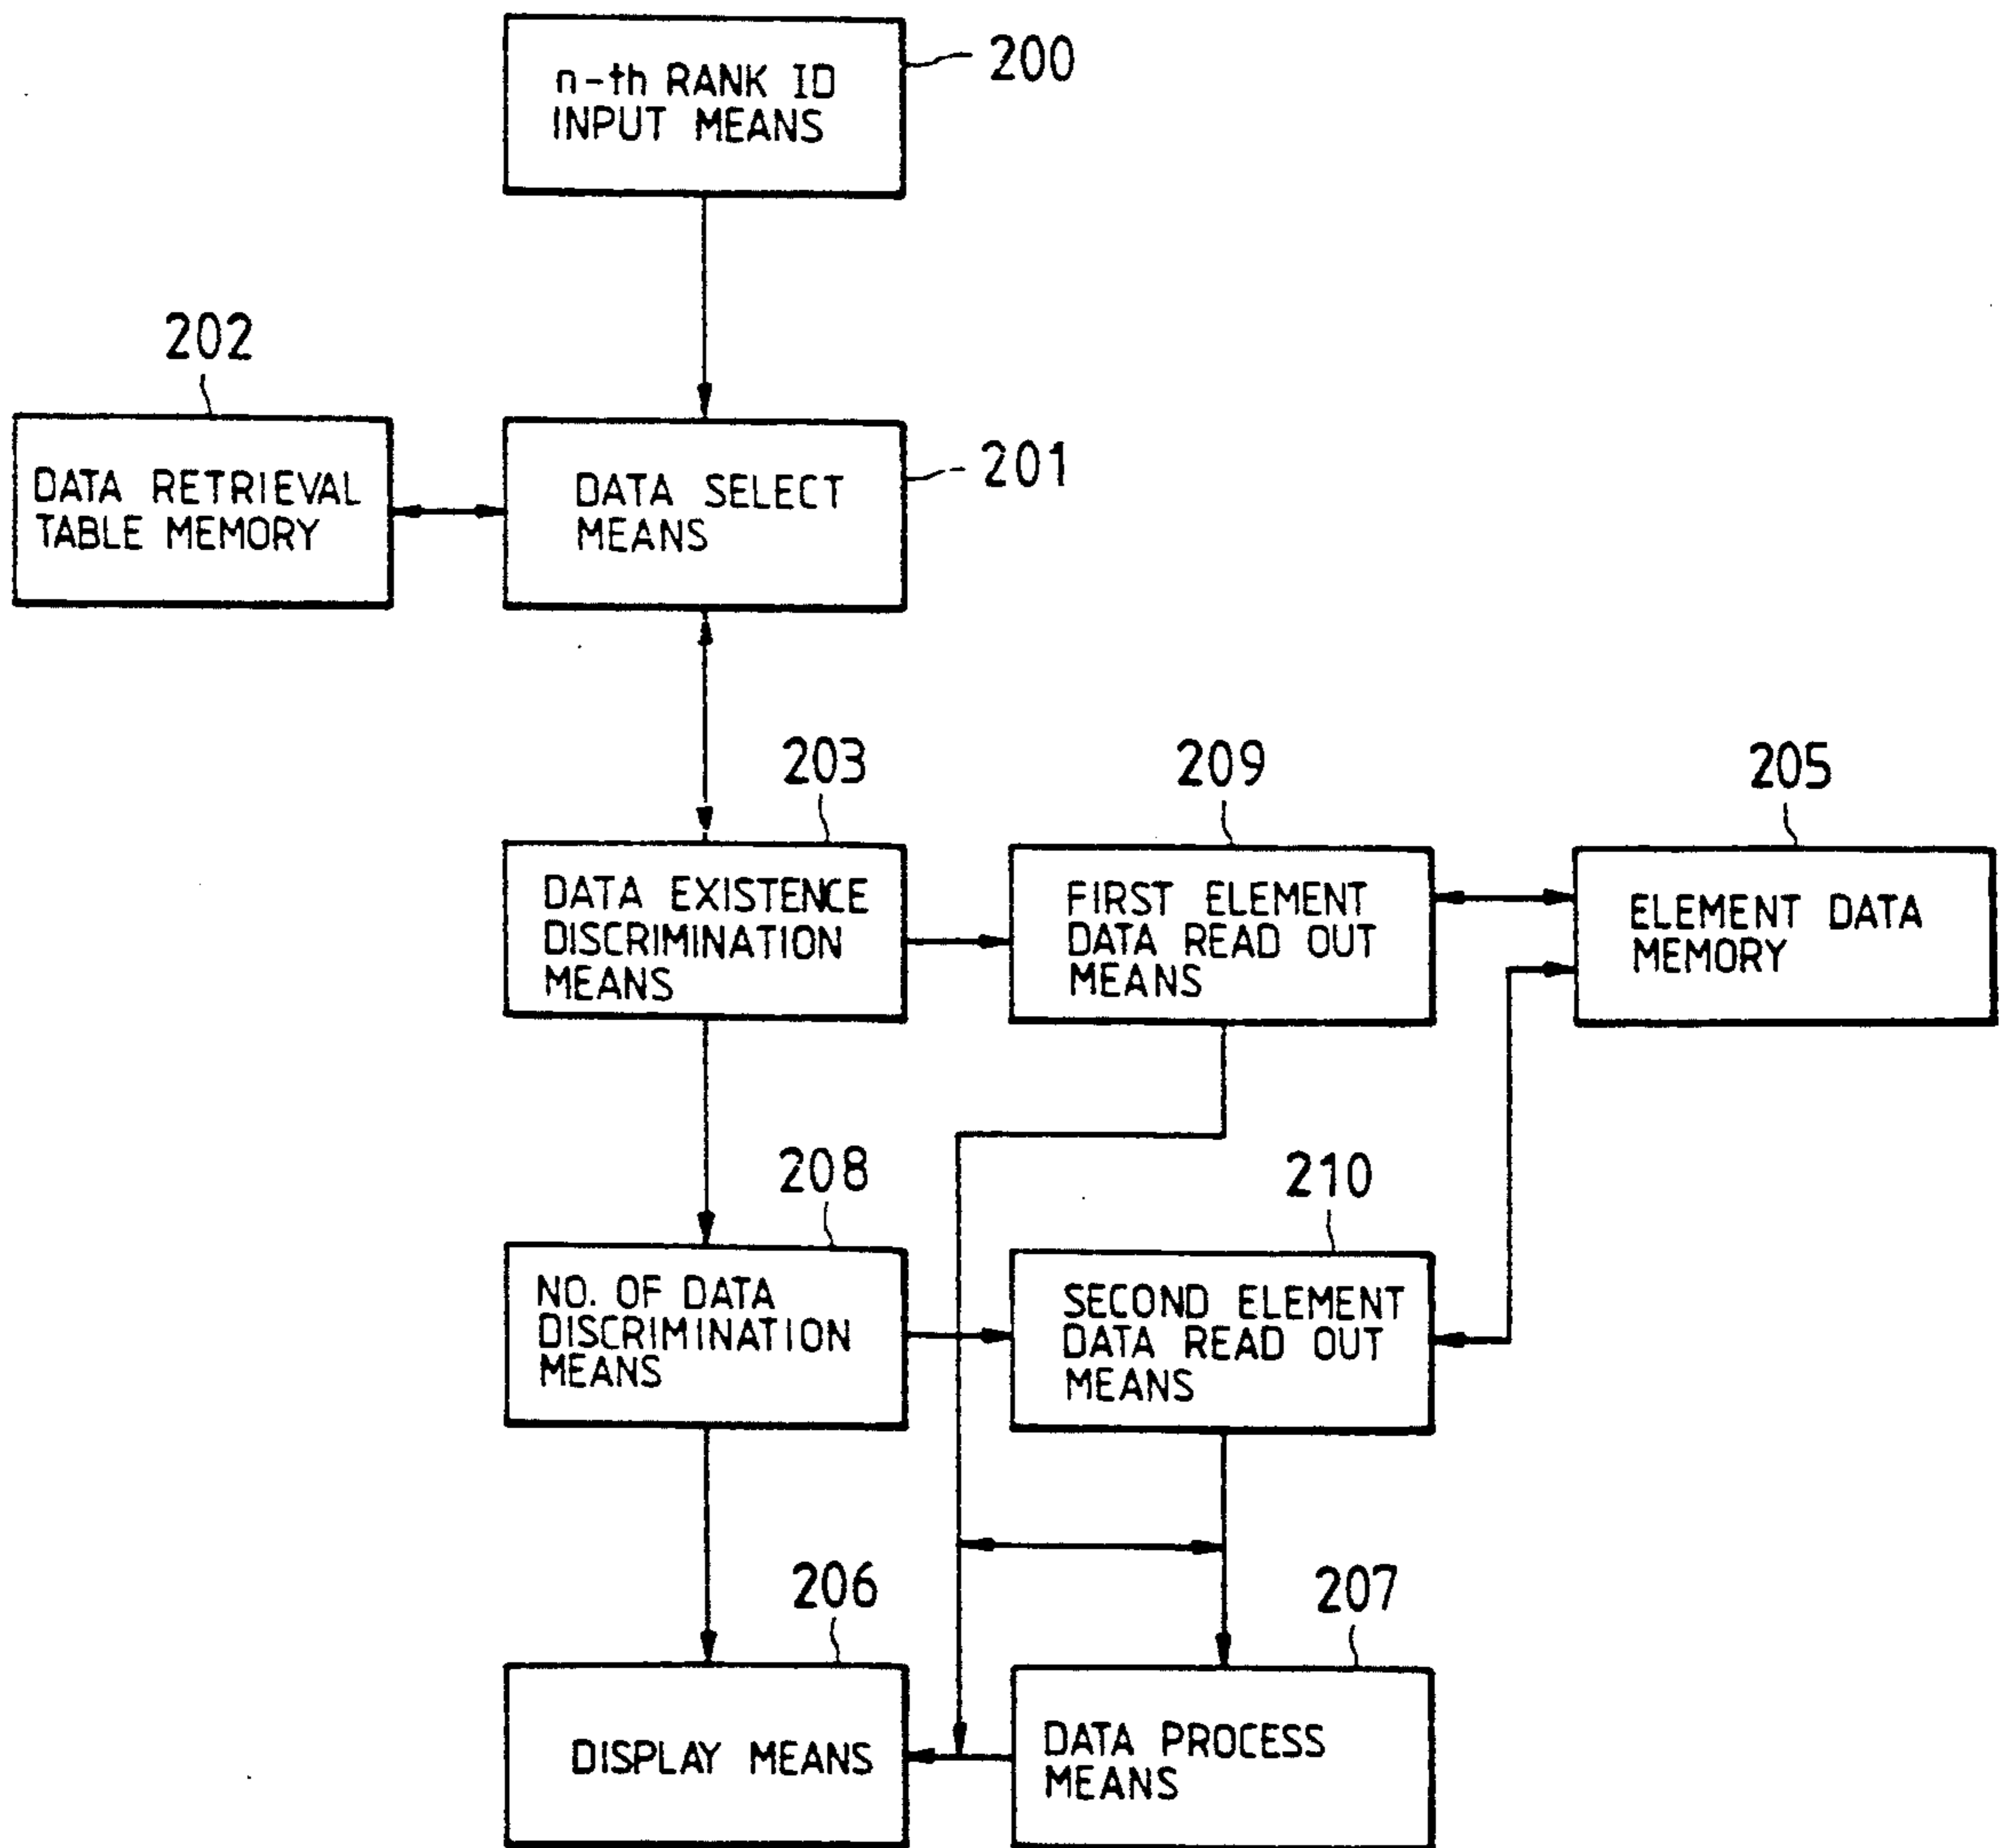 n-th RANK ID
INPUT MEANS
200
202
DATA RETRIEVAL
TABLE MEMORY
DATA SELECT
MEANS
201
203
209
205
DATA EXISTENCE
DISCRIMINATION
MEANS
FIRST ELEMENT
DATA READ OUT
MEANS
ELEMENT DATA
MEMORY
208
210
NO. OF DATA
DISCRIMINATION
MEANS
SECOND ELEMENT
DATA READ OUT
MEANS
206
207
DISPLAY MEANS
DATA PROCESS
MEANS